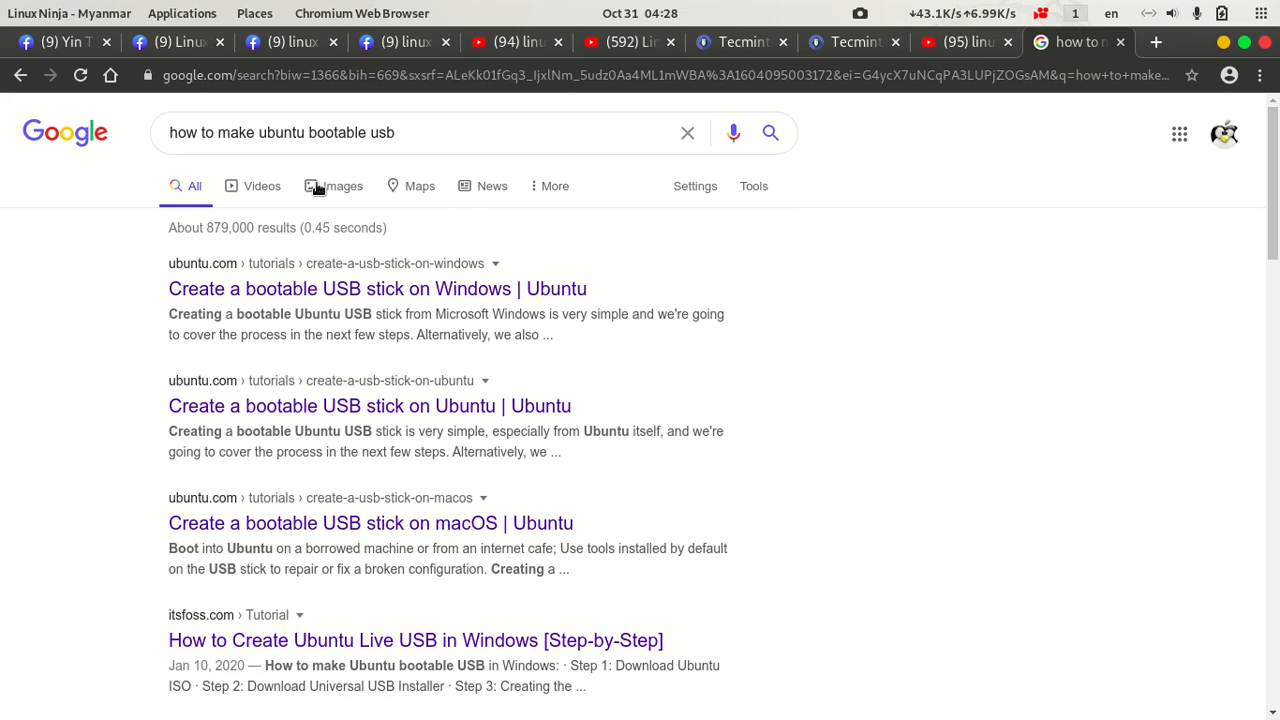 Linux Ninja - Myanmar Applications Places Chromium Web Browser Oct 31 04:28 ↓43.1K/s↑6.99K/s 1 en
(9) Yin T (9) Linux (9) linux (9) linux (94) linu (592) Li Tecmint Tecmint (95) linu how to
google.com/search?biw=1366&bih=669&sxsrf=ALeKk01fGq3_IjxlNm_5udz0Aa4ML1mWBA%3A1604095003172&ei=G4ycX7uNCqPA3LUPjZOGsAM&q=how+to+make...
Google how to make ubuntu bootable usb
All Videos Images Maps News More Settings Tools
About 879,000 results (0.45 seconds)
ubuntu.com › tutorials › create-a-usb-stick-on-windows
Create a bootable USB stick on Windows | Ubuntu
Creating a bootable Ubuntu USB stick from Microsoft Windows is very simple and we're going
to cover the process in the next few steps. Alternatively, we also ...
ubuntu.com › tutorials › create-a-usb-stick-on-ubuntu
Create a bootable USB stick on Ubuntu | Ubuntu
Creating a bootable Ubuntu USB stick is very simple, especially from Ubuntu itself, and we're
going to cover the process in the next few steps. Alternatively, we ...
ubuntu.com › tutorials › create-a-usb-stick-on-macos
Create a bootable USB stick on macOS | Ubuntu
Boot into Ubuntu on a borrowed machine or from an internet cafe; Use tools installed by default
on the USB stick to repair or fix a broken configuration. Creating a ...
itsfoss.com › Tutorial
How to Create Ubuntu Live USB in Windows [Step-by-Step]
Jan 10, 2020 — How to make Ubuntu bootable USB in Windows: · Step 1: Download Ubuntu
ISO · Step 2: Download Universal USB Installer · Step 3: Creating the ...